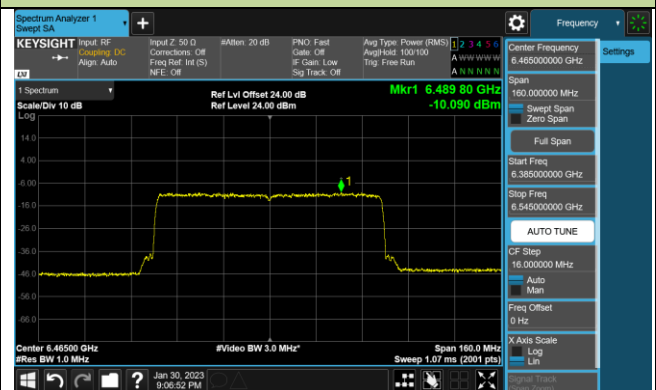 Spectrum Analyzer 1
Swept SA
Frequency
KEYSIGHT
Input: RF
Coupling: DC
Align: Auto
Input Z: 50 Ω
Corrections: Off
Freq Ref: Int (S)
NFE: Off
#Atten: 20 dB
PNO: Fast
Gate: Off
IF Gain: Low
Sig Track: Off
Avg Type: Power (RMS)
Avg|Hold: 100/100
Trig: Free Run
1 2 3 4 5 6
A W W W W W
A N N N N N
LXI
Center Frequency
6.465000000 GHz
Settings
1 Spectrum
Scale/Div 10 dB
Log
Ref Lvl Offset 24.00 dB
Ref Level 24.00 dBm
Mkr1 6.489 80 GHz
-10.090 dBm
Span
160.000000 MHz
Swept Span
Zero Span
Full Span
Start Freq
6.385000000 GHz
Stop Freq
6.545000000 GHz
AUTO TUNE
CF Step
16.000000 MHz
Auto
Man
Freq Offset
0 Hz
X Axis Scale
Log
Lin
Signal Track
14.0
4.00
-6.00
-16.0
-26.0
-36.0
-46.0
-56.0
-66.0
1
Center 6.46500 GHz
#Res BW 1.0 MHz
#Video BW 3.0 MHz*
Span 160.0 MHz
Sweep 1.07 ms (2001 pts)
Jan 30, 2023
9:06:52 PM